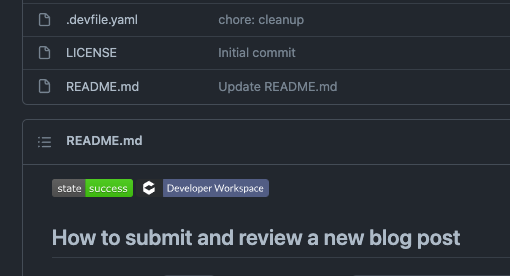 .devfile.yaml chore: cleanup
LICENSE Initial commit
README.md Update README.md
README.md
state success Developer Workspace
How to submit and review a new blog post